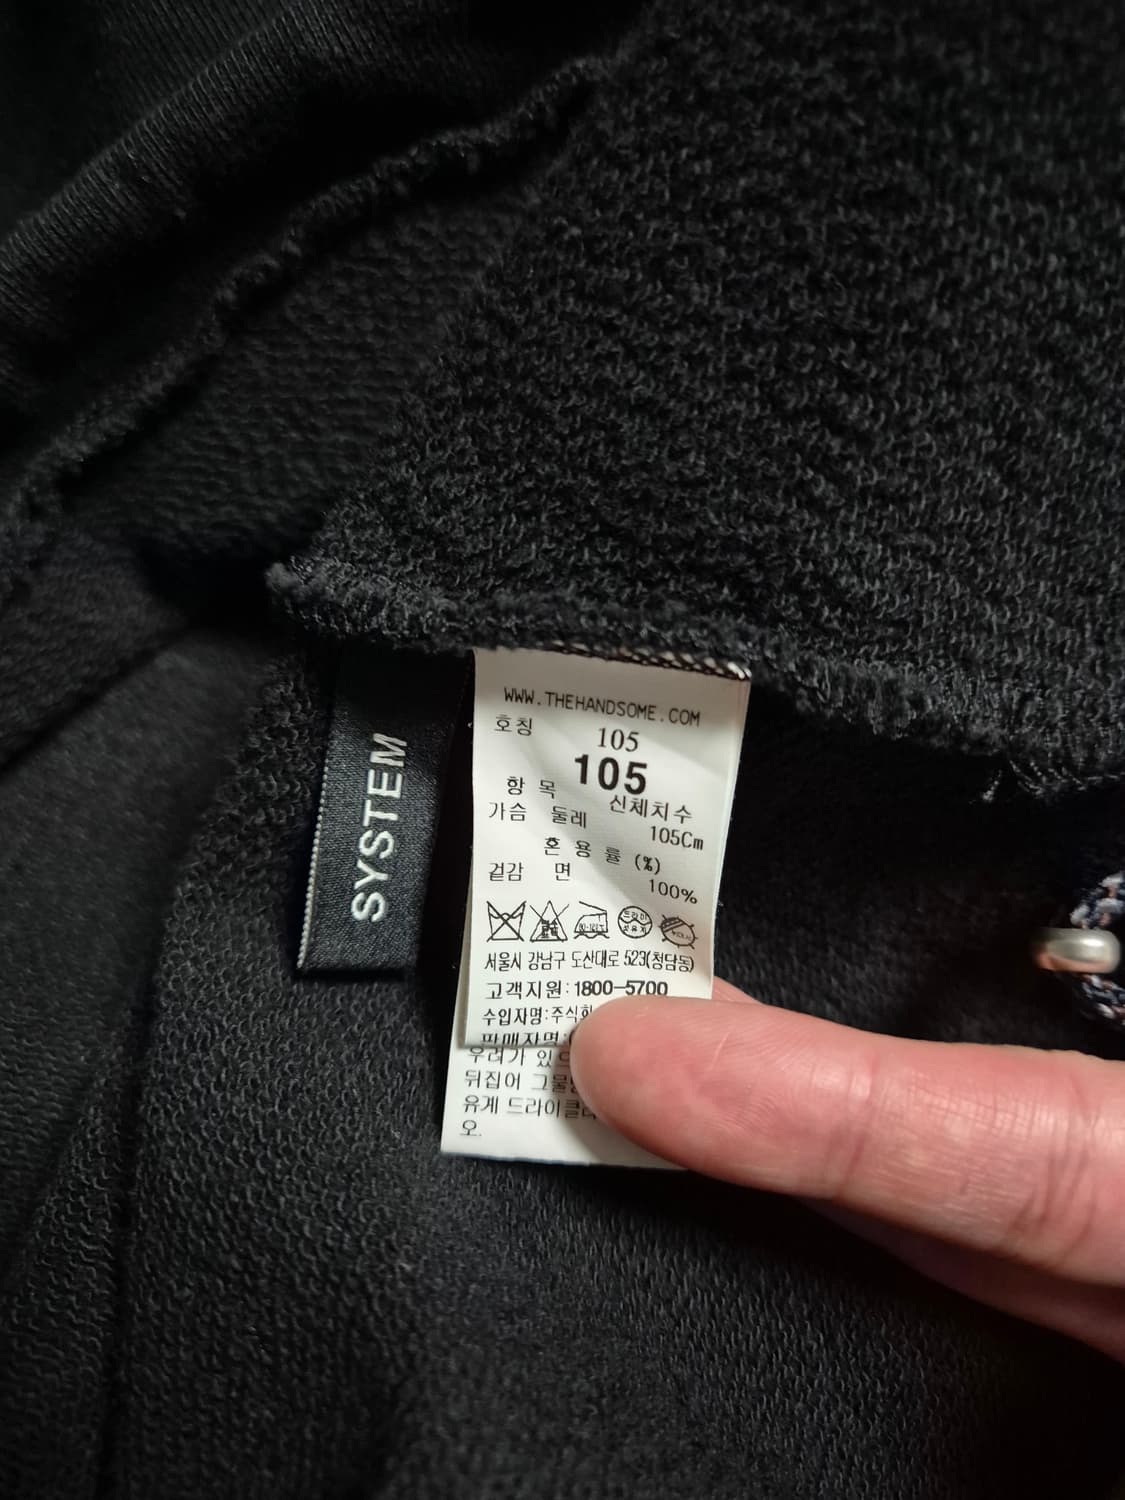 SYSTEM
WWW.THEHANDSOME.COM
호칭 105
105
항 목 신체치수
가슴 둘레 105Cm
혼 용 률 (%)
겉감 면 100%
서울시 강남구 도산대로 523(청담동)
고객지원:1800-5700
수입자명:주식회
판매자명:
우려가 있
뒤집어 그물
유계 드라이클리
오.